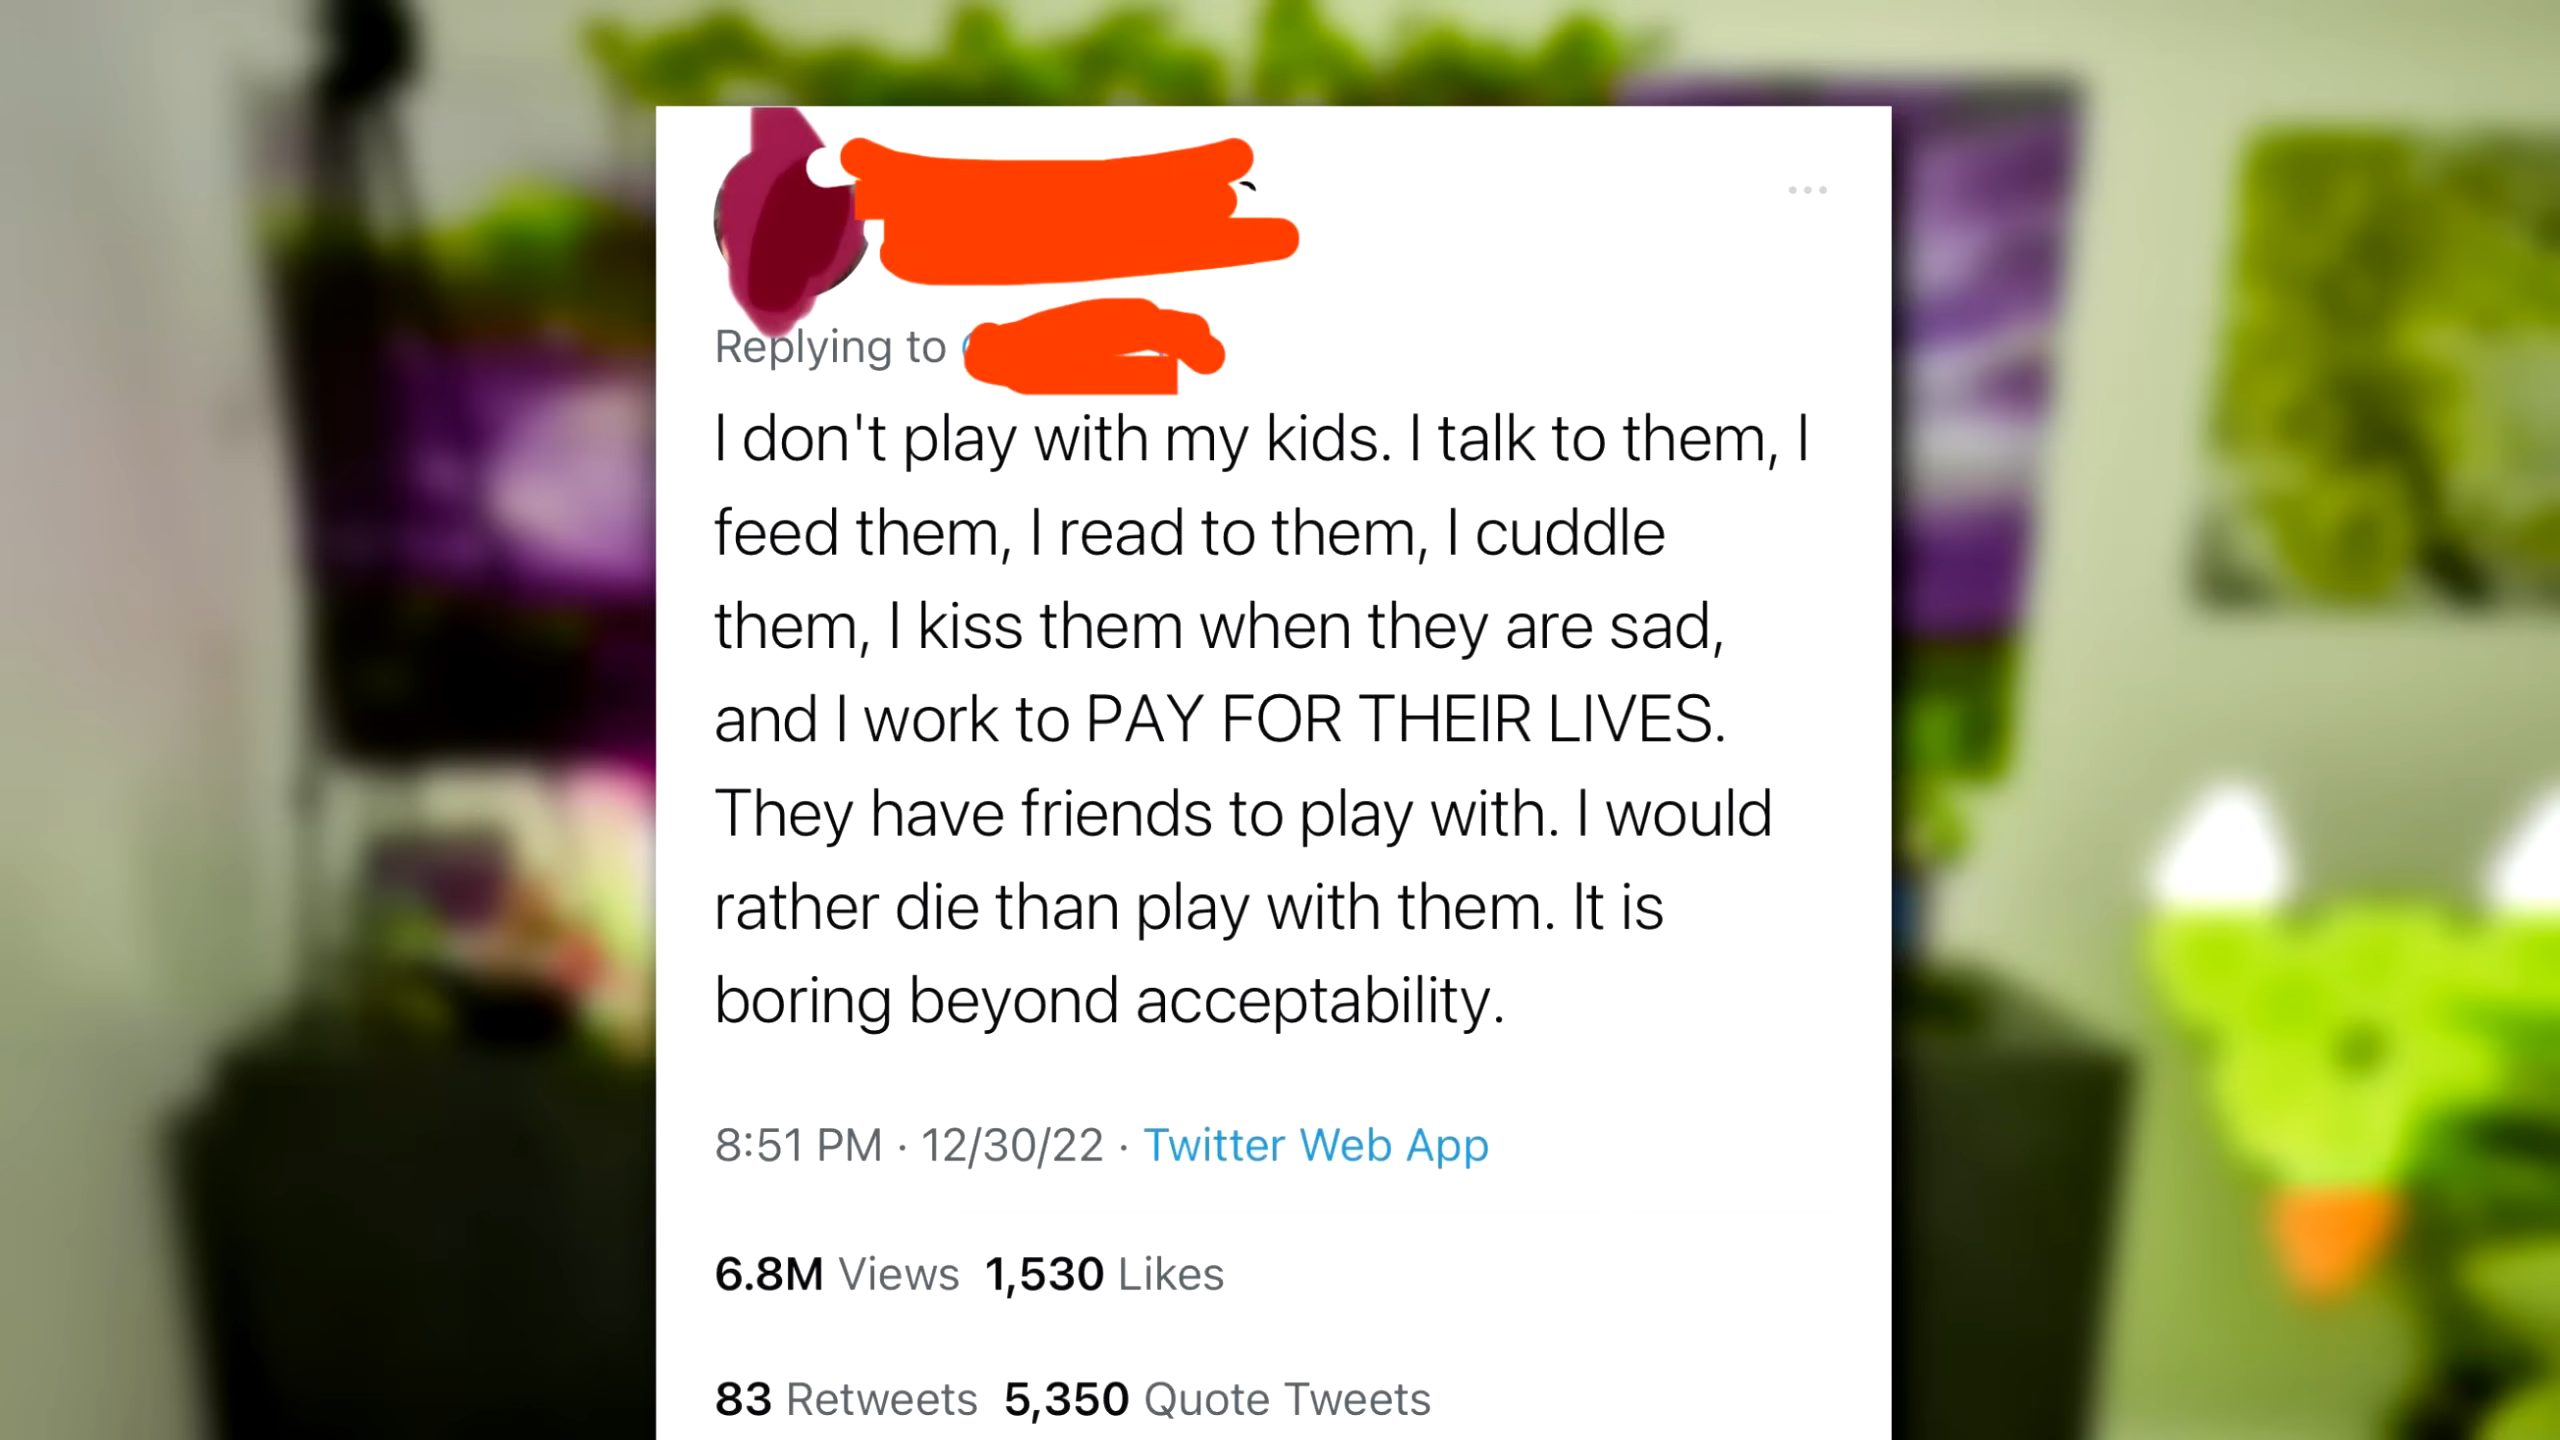 Replying to
I don't play with my kids. I talk to them, I
feed them, I read to them, I cuddle
them, I kiss them when they are sad,
and I work to PAY FOR THEIR LIVES.
They have friends to play with. I would
rather die than play with them. It is
boring beyond acceptability.
8:51 PM · 12/30/22 · Twitter Web App
6.8M Views 1,530 Likes
83 Retweets 5,350 Quote Tweets